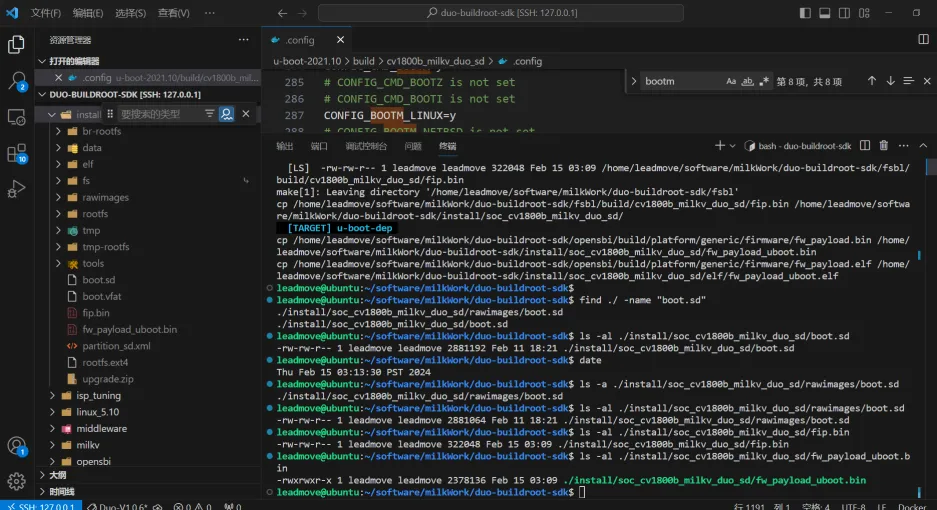 文件(F) 编辑(E) 选择(S) 查看(V) ··· duo-buildroot-sdk [SSH: 127.0.0.1]
资源管理器 ···
打开的编辑器
.config u-boot-2021.10/build/cv1800b_milkv_duo_sd/...
DUO-BUILDROOT-SDK [SSH: 127.0.0.1]
install 要搜索的类型
br-rootfs
data
elf
fs
rawimages
rootfs
tmp
tmp-rootfs
tools
boot.sd
boot.vfat
fip.bin
fw_payload_uboot.bin
partition_sd.xml
rootfs.ext4
upgrade.zip
isp_tuning
linux_5.10
middleware
milkv
opensbi
大纲
时间线
2
10
1
.config
u-boot-2021.10 > build > cv1800b_milkv_duo_sd > .config
bootm Aa ab 第 8 项, 共 8 项
285 # CONFIG_CMD_BOOTZ is not set
286 # CONFIG_CMD_BOOTI is not set
287 CONFIG_BOOTM_LINUX=y
288 # CONFIG_BOOTM_NETBSD is not set
输出 端口 调试控制台 问题 终端 bash - duo-buildroot-sdk
[LS] -rw-rw-r-- 1 leadmove leadmove 322048 Feb 15 03:09 /home/leadmove/software/milkWork/duo-buildroot-sdk/fsbl/
build/cv1800b_milkv_duo_sd/fip.bin
make[1]: Leaving directory '/home/leadmove/software/milkWork/duo-buildroot-sdk/fsbl'
cp /home/leadmove/software/milkWork/duo-buildroot-sdk/fsbl/build/cv1800b_milkv_duo_sd/fip.bin /home/leadmove/softwa
re/milkWork/duo-buildroot-sdk/install/soc_cv1800b_milkv_duo_sd/
[TARGET] u-boot-dep
cp /home/leadmove/software/milkWork/duo-buildroot-sdk/opensbi/build/platform/generic/firmware/fw_payload.bin /home/
leadmove/software/milkWork/duo-buildroot-sdk/install/soc_cv1800b_milkv_duo_sd/fw_payload_uboot.bin
cp /home/leadmove/software/milkWork/duo-buildroot-sdk/opensbi/build/platform/generic/firmware/fw_payload.elf /home/
leadmove/software/milkWork/duo-buildroot-sdk/install/soc_cv1800b_milkv_duo_sd/elf/fw_payload_uboot.elf
leadmove@ubuntu:~/software/milkWork/duo-buildroot-sdk$
leadmove@ubuntu:~/software/milkWork/duo-buildroot-sdk$ find ./ -name "boot.sd"
./install/soc_cv1800b_milkv_duo_sd/rawimages/boot.sd
./install/soc_cv1800b_milkv_duo_sd/boot.sd
leadmove@ubuntu:~/software/milkWork/duo-buildroot-sdk$ ls -al ./install/soc_cv1800b_milkv_duo_sd/boot.sd
-rw-rw-r-- 1 leadmove leadmove 2881192 Feb 11 18:21 ./install/soc_cv1800b_milkv_duo_sd/boot.sd
leadmove@ubuntu:~/software/milkWork/duo-buildroot-sdk$ date
Thu Feb 15 03:13:30 PST 2024
leadmove@ubuntu:~/software/milkWork/duo-buildroot-sdk$ ls -a ./install/soc_cv1800b_milkv_duo_sd/rawimages/boot.sd
./install/soc_cv1800b_milkv_duo_sd/rawimages/boot.sd
leadmove@ubuntu:~/software/milkWork/duo-buildroot-sdk$ ls -al ./install/soc_cv1800b_milkv_duo_sd/rawimages/boot.sd
-rw-rw-r-- 1 leadmove leadmove 2881064 Feb 11 18:21 ./install/soc_cv1800b_milkv_duo_sd/rawimages/boot.sd
leadmove@ubuntu:~/software/milkWork/duo-buildroot-sdk$ ls -al ./install/soc_cv1800b_milkv_duo_sd/fip.bin
-rw-rw-r-- 1 leadmove leadmove 322048 Feb 15 03:09 ./install/soc_cv1800b_milkv_duo_sd/fip.bin
leadmove@ubuntu:~/software/milkWork/duo-buildroot-sdk$ ls -al ./install/soc_cv1800b_milkv_duo_sd/fw_payload_uboot.b
in
-rwxrwxr-x 1 leadmove leadmove 2378136 Feb 15 03:09 ./install/soc_cv1800b_milkv_duo_sd/fw_payload_uboot.bin
leadmove@ubuntu:~/software/milkWork/duo-buildroot-sdk$
SSH: 127.0.0.1 Duo-V1.0.6* 0 0 0 行 1191, 列 1 空格: 4 UTF-8 LF Docker